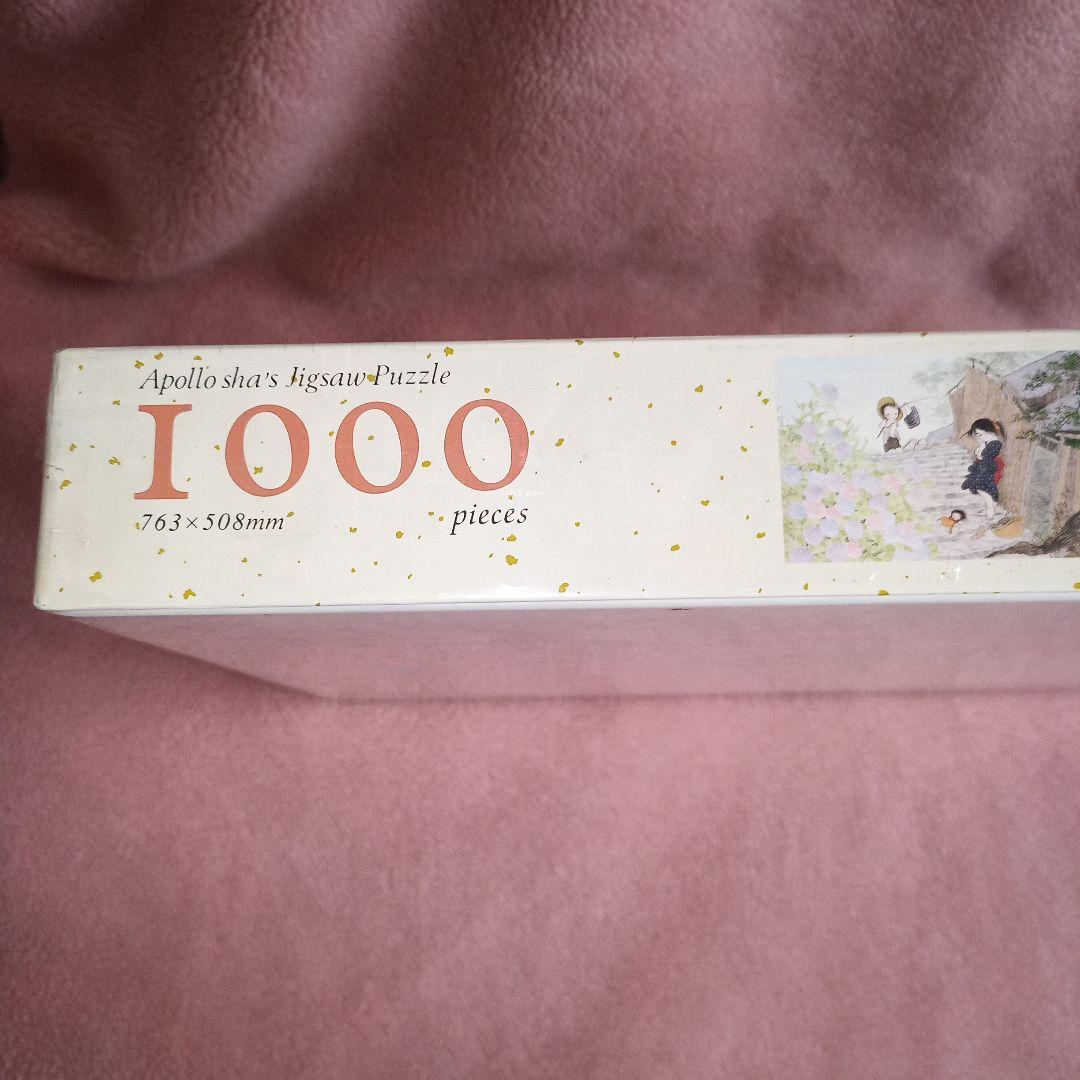 Apollo sha's Jigsaw Puzzle
1000
763×508mm pieces